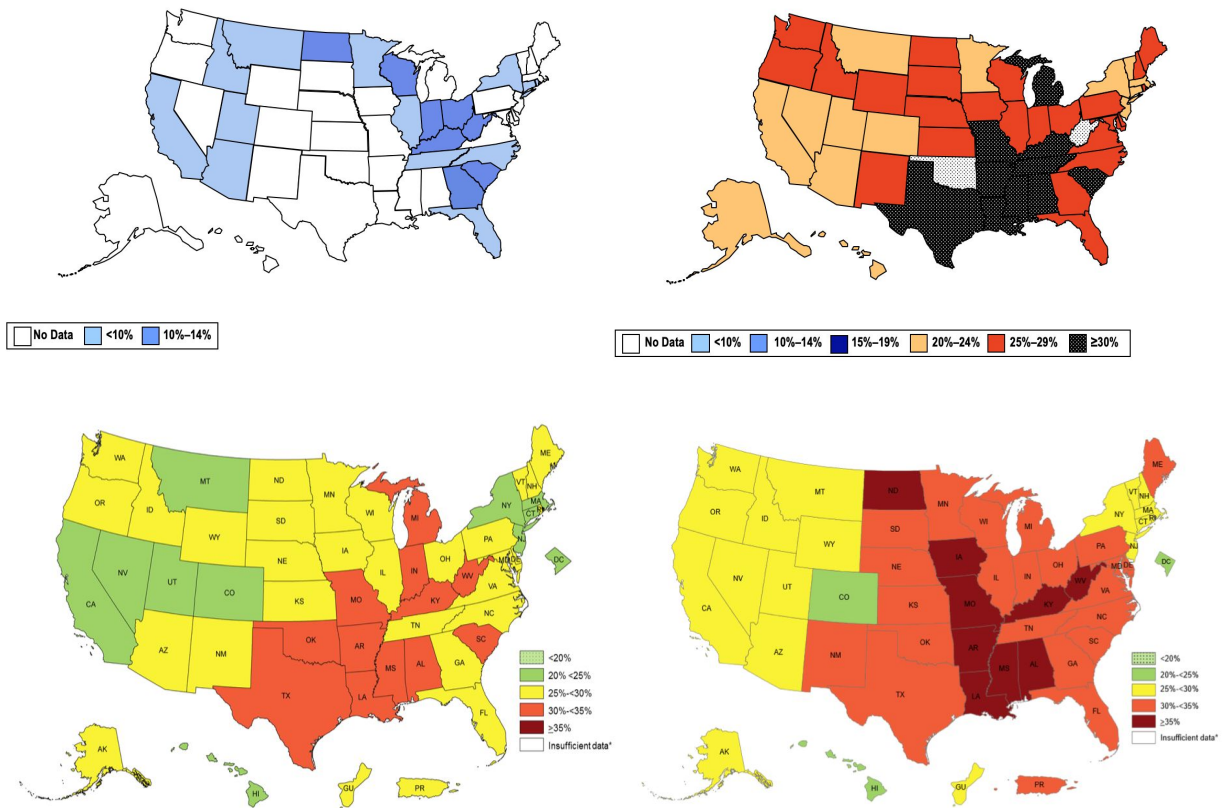 No Data <10% 10%–14%
No Data <10% 10%–14% 15%–19% 20%–24% 25%–29% ≥30%
ME
WA
VT
NH
MT
ND
MN
OR
ID
SD
WI
NY
MA
CT
MI
WY
PA
NJ
IA
NE
OH
DC
MD
DE
NV
IL
IN
UT
WV
VA
CO
CA
KS
MO
KY
NC
TN
AZ
NM
OK
AR
SC
MS
AL
GA
TX
LA
FL
AK
HI
GU
PR
<20%
20% <25%
25%-<30%
30%-<35%
≥35%
Insufficient data*
ME
WA
VT
NH
MT
ND
MN
OR
ID
SD
WI
NY
MA
CT
MI
WY
PA
NJ
IA
NE
OH
DC
MD
DE
NV
IL
IN
UT
WV
VA
CO
CA
KS
MO
KY
NC
TN
AZ
NM
OK
AR
SC
MS
AL
GA
TX
LA
FL
AK
HI
GU
PR
<20%
20%-<25%
25%-<30%
30%-<35%
≥35%
Insufficient data*